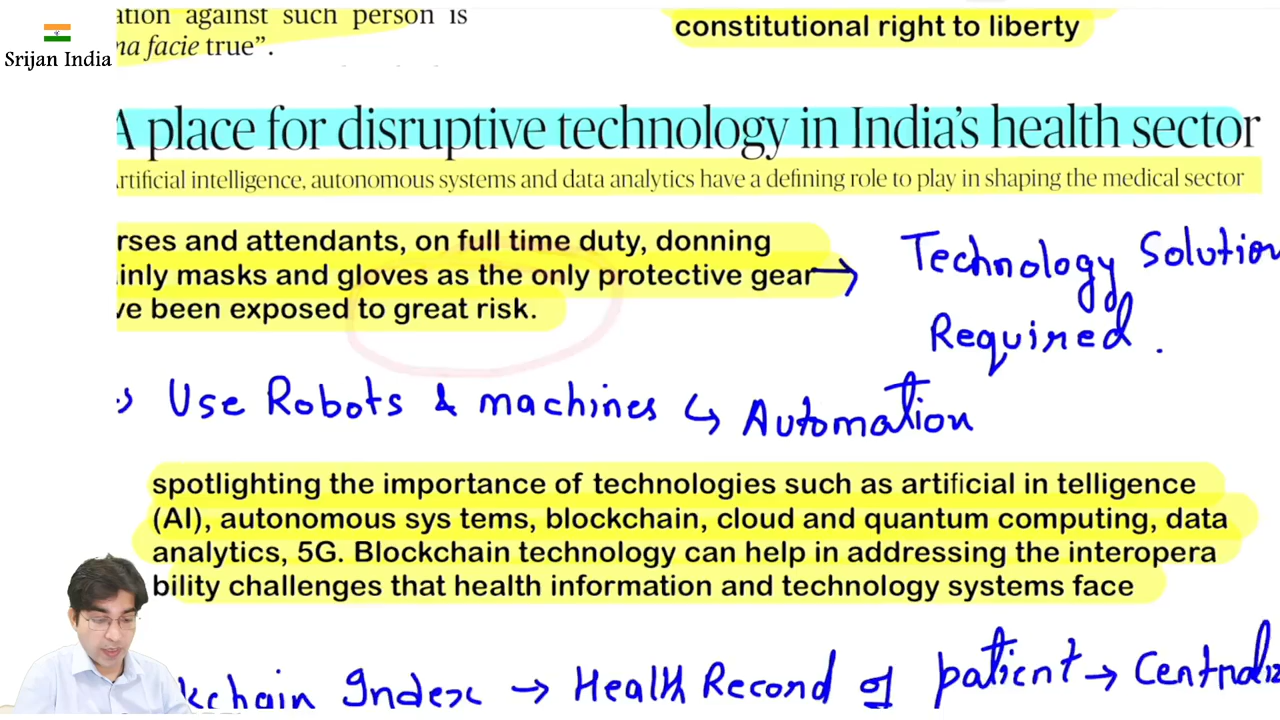 ation against such person is
ma facie true”.
constitutional right to liberty
Srijan India
A place for disruptive technology in India’s health sector
rtificial intelligence, autonomous systems and data analytics have a defining role to play in shaping the medical sector
rses and attendants, on full time duty, donning
inly masks and gloves as the only protective gear
ve been exposed to great risk.
Technology Solution
Required.
Use Robots & machines ↳ Automation
spotlighting the importance of technologies such as artificial in telligence
(AI), autonomous sys tems, blockchain, cloud and quantum computing, data
analytics, 5G. Blockchain technology can help in addressing the interopera
bility challenges that health information and technology systems face
kchain Index → Health Record of patient → Centraliz